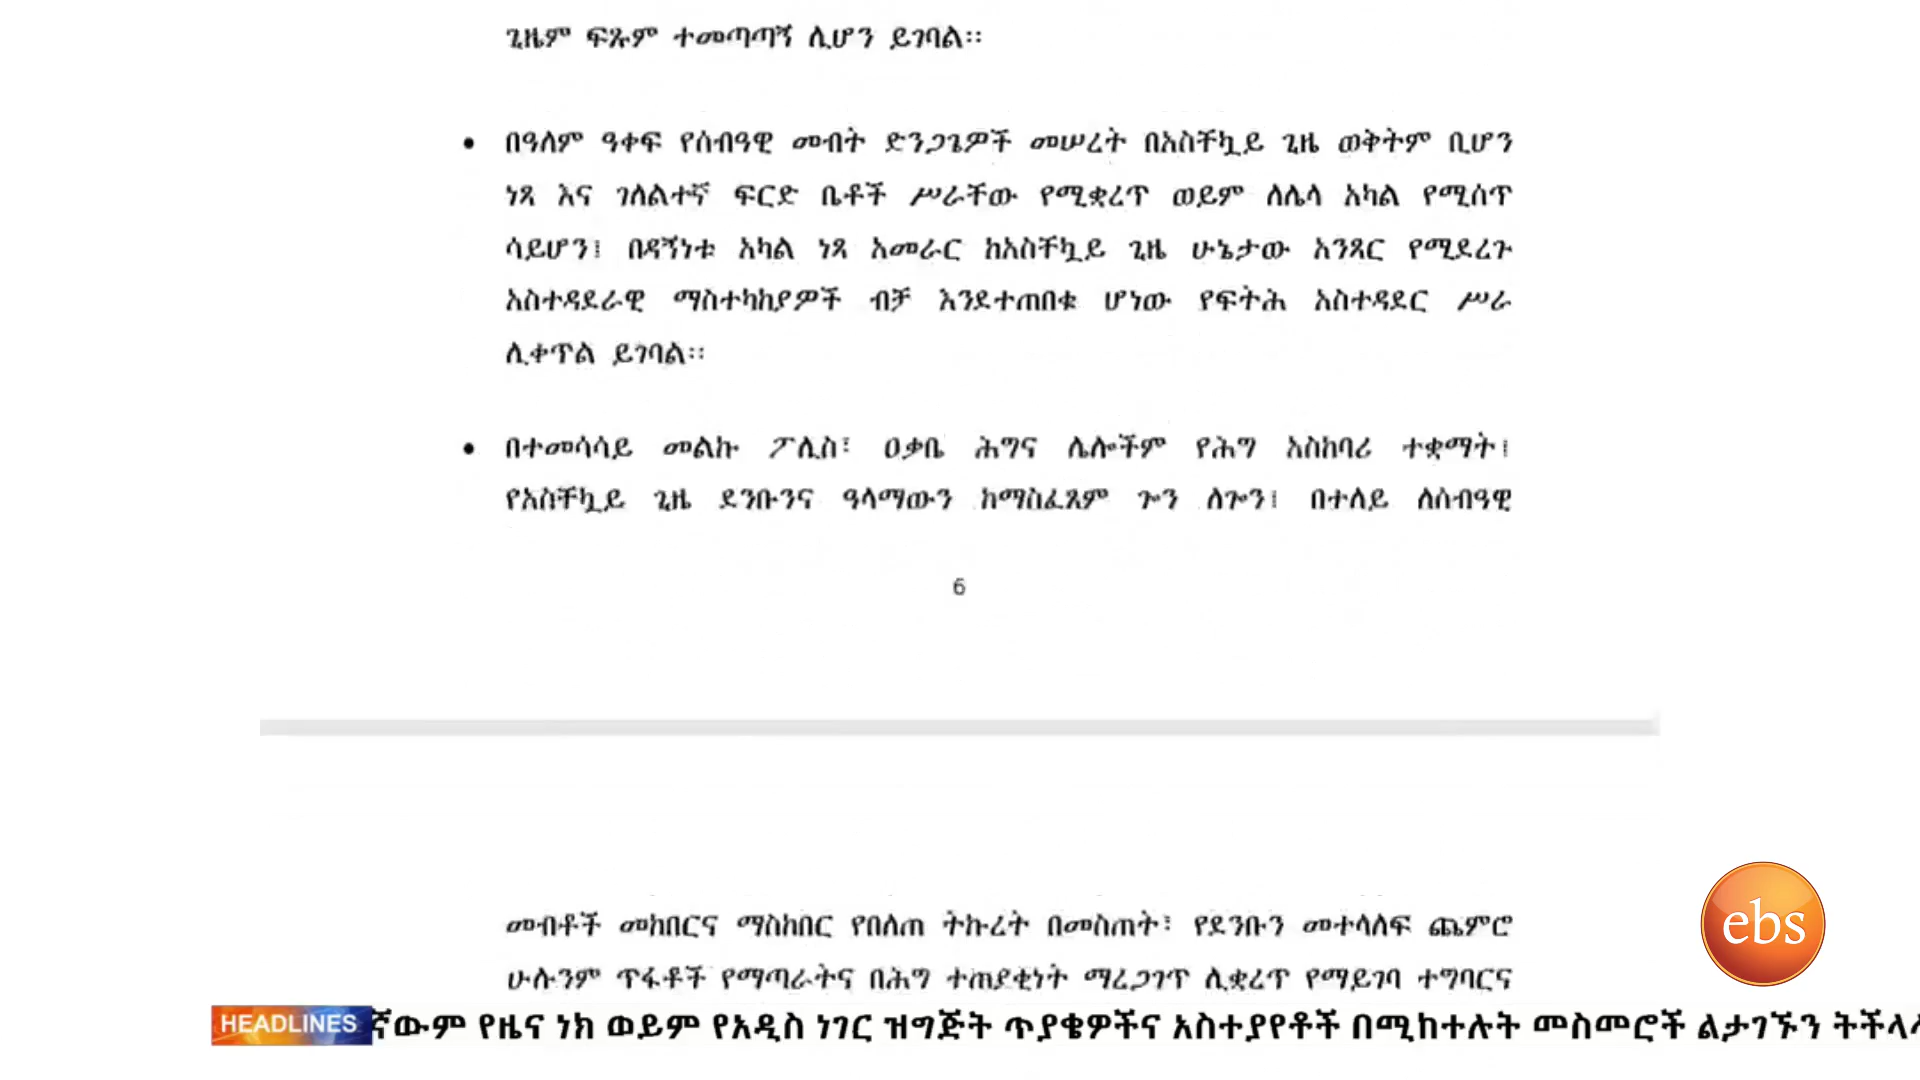 ጊዜም ፍጹም ተመጣጣኝ ሊሆን ይገባል።
• በዓለም ዓቀፍ የሰብዓዊ መብት ድንጋጌዎች መሠረት በአስቸኳይ ጊዜ ወቅትም ቢሆን
ነጻ እና ገለልተኛ ፍርድ ቤቶች ሥራቸው የሚቋረጥ ወይም ለሌላ አካል የሚሰጥ
ሳይሆን፤ በዳኝነቱ አካል ነጻ አመራር ከአስቸኳይ ጊዜ ሁኔታው አንጻር የሚደረጉ
አስተዳደራዊ ማስተካከያዎች ብቻ እንደተጠበቁ ሆነው የፍትሕ አስተዳደር ሥራ
ሊቀጥል ይገባል።
• በተመሳሳይ መልኩ ፖሊስ፣ ዐቃቤ ሕግና ሌሎችም የሕግ አስከባሪ ተቋማት፤
የአስቸኳይ ጊዜ ደንቡንና ዓላማውን ከማስፈጸም ጐን ለጐን፤ በተለይ ለሰብዓዊ
6
መብቶች መከበርና ማስከበር የበለጠ ትኩረት በመስጠት፣ የደንቡን መተላለፍ ጨምሮ
ሁሉንም ጥፋቶች የማጣራትና በሕግ ተጠያቂነት ማረጋገጥ ሊቋረጥ የማይገባ ተግባርና
ebs
HEADLINES ኛውም የዜና ነክ ወይም የአዲስ ነገር ዝግጅት ጥያቄዎችና አስተያየቶች በሚከተሉት መስመሮች ልታገኙን ትችላ